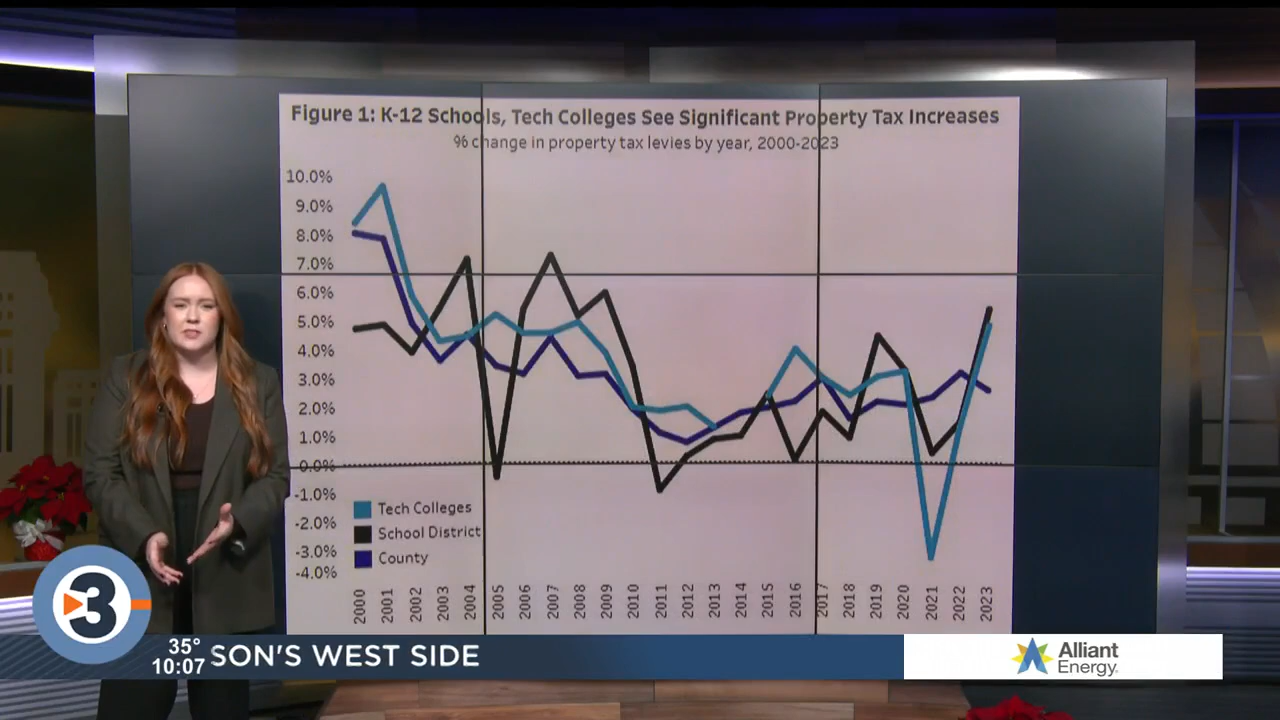 Figure 1: K-12 Schools, Tech Colleges See Significant Property Tax Increases
% change in property tax levies by year, 2000-2023
10.0%
9.0%
8.0%
7.0%
6.0%
5.0%
4.0%
3.0%
2.0%
1.0%
0.0%
-1.0%
-2.0%
-3.0%
-4.0%
Tech Colleges
School District
County
2000 2001 2002 2003 2004 2005 2006 2007 2008 2009 2010 2011 2012 2013 2014 2015 2016 2017 2018 2019 2020 2021 2022 2023
3
35°
10:07
SON'S WEST SIDE
Alliant
Energy